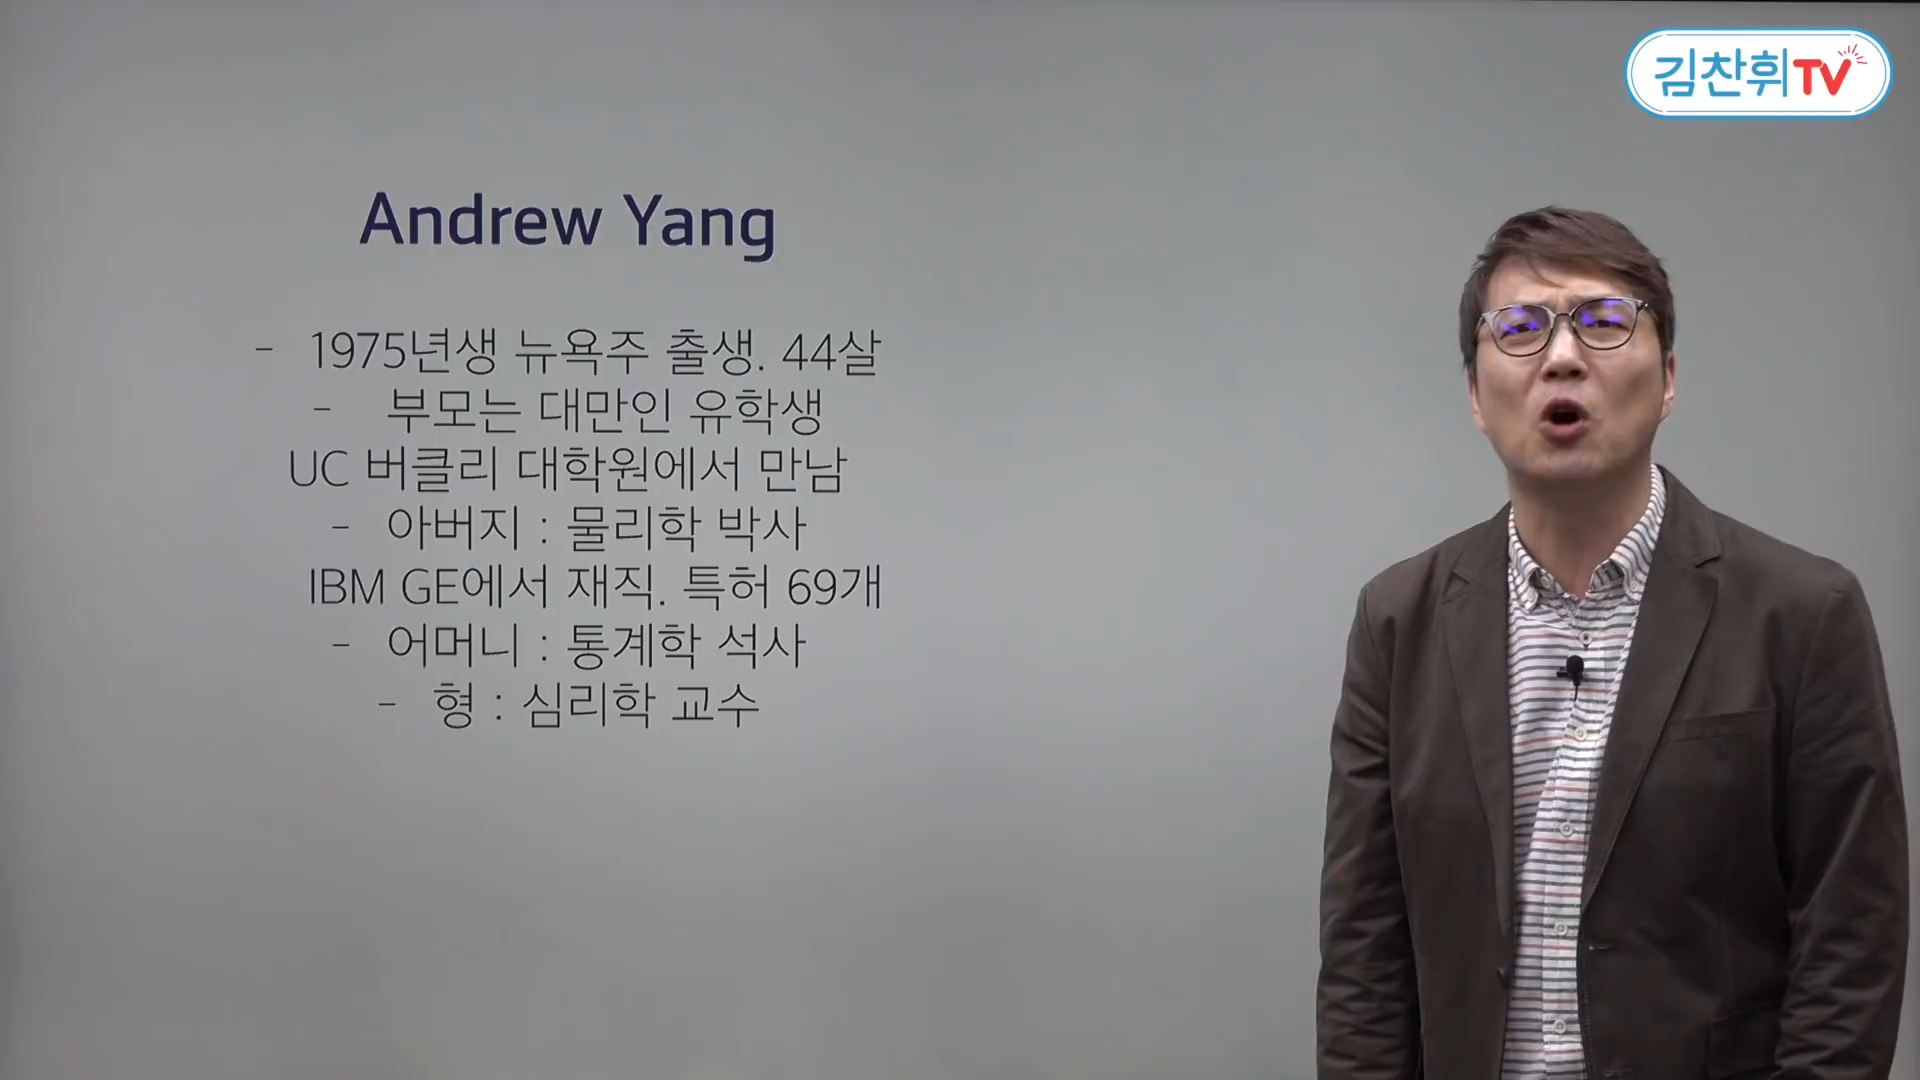 김찬휘TV
Andrew Yang
- 1975년생 뉴욕주 출생. 44살
- 부모는 대만인 유학생
UC 버클리 대학원에서 만남
- 아버지 : 물리학 박사
IBM GE에서 재직. 특허 69개
- 어머니 : 통계학 석사
- 형 : 심리학 교수